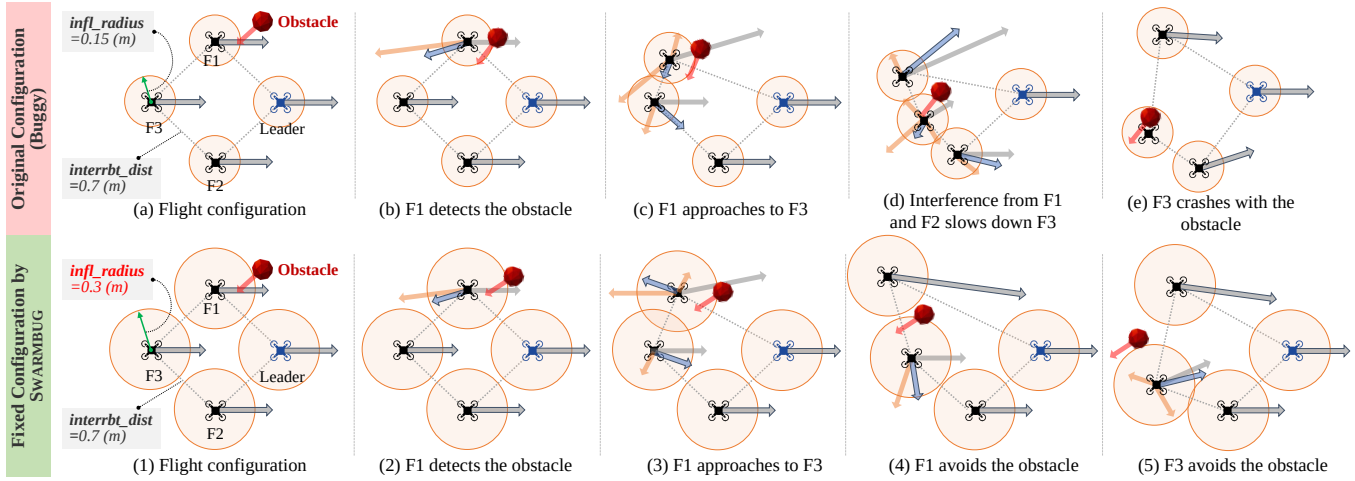 Original Configuration
(Buggy)
infl_radius
=0.15 (m)
Obstacle
F1
F3
Leader
interrbt_dist
=0.7 (m)
F2
(a) Flight configuration
(b) F1 detects the obstacle
(c) F1 approaches to F3
(d) Interference from F1
and F2 slows down F3
(e) F3 crashes with the
obstacle
Fixed Configuration by
SWARMBUG
infl_radius
=0.3 (m)
Obstacle
F1
F3
Leader
interrbt_dist
=0.7 (m)
F2
(1) Flight configuration
(2) F1 detects the obstacle
(3) F1 approaches to F3
(4) F1 avoids the obstacle
(5) F3 avoids the obstacle